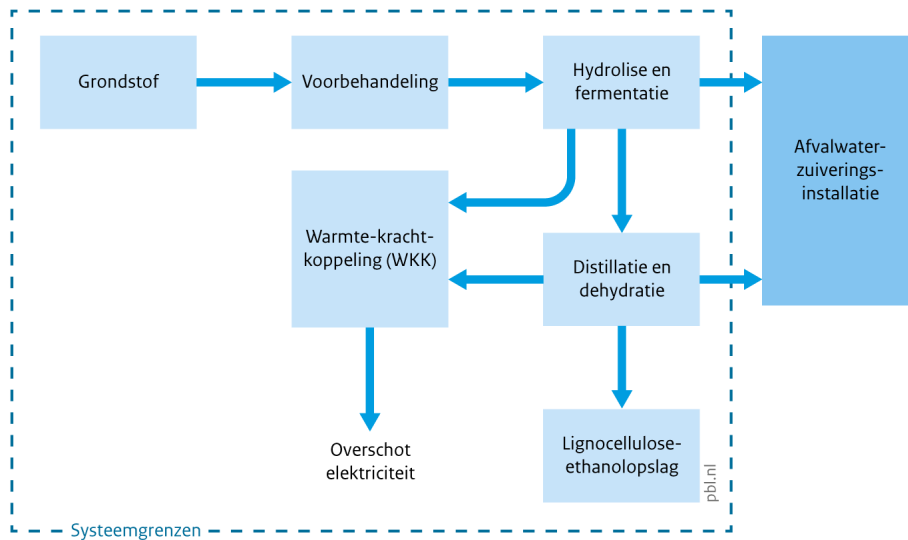 Grondstof
Voorbehandeling
Hydrolise en
fermentatie
Afvalwater-
zuiverings-
installatie
Warmte-kracht-
koppeling (WKK)
Distillatie en
dehydratie
Overschot
elektriciteit
Lignocellulose-
ethanolopslag
pbl.nl
Systeemgrenzen